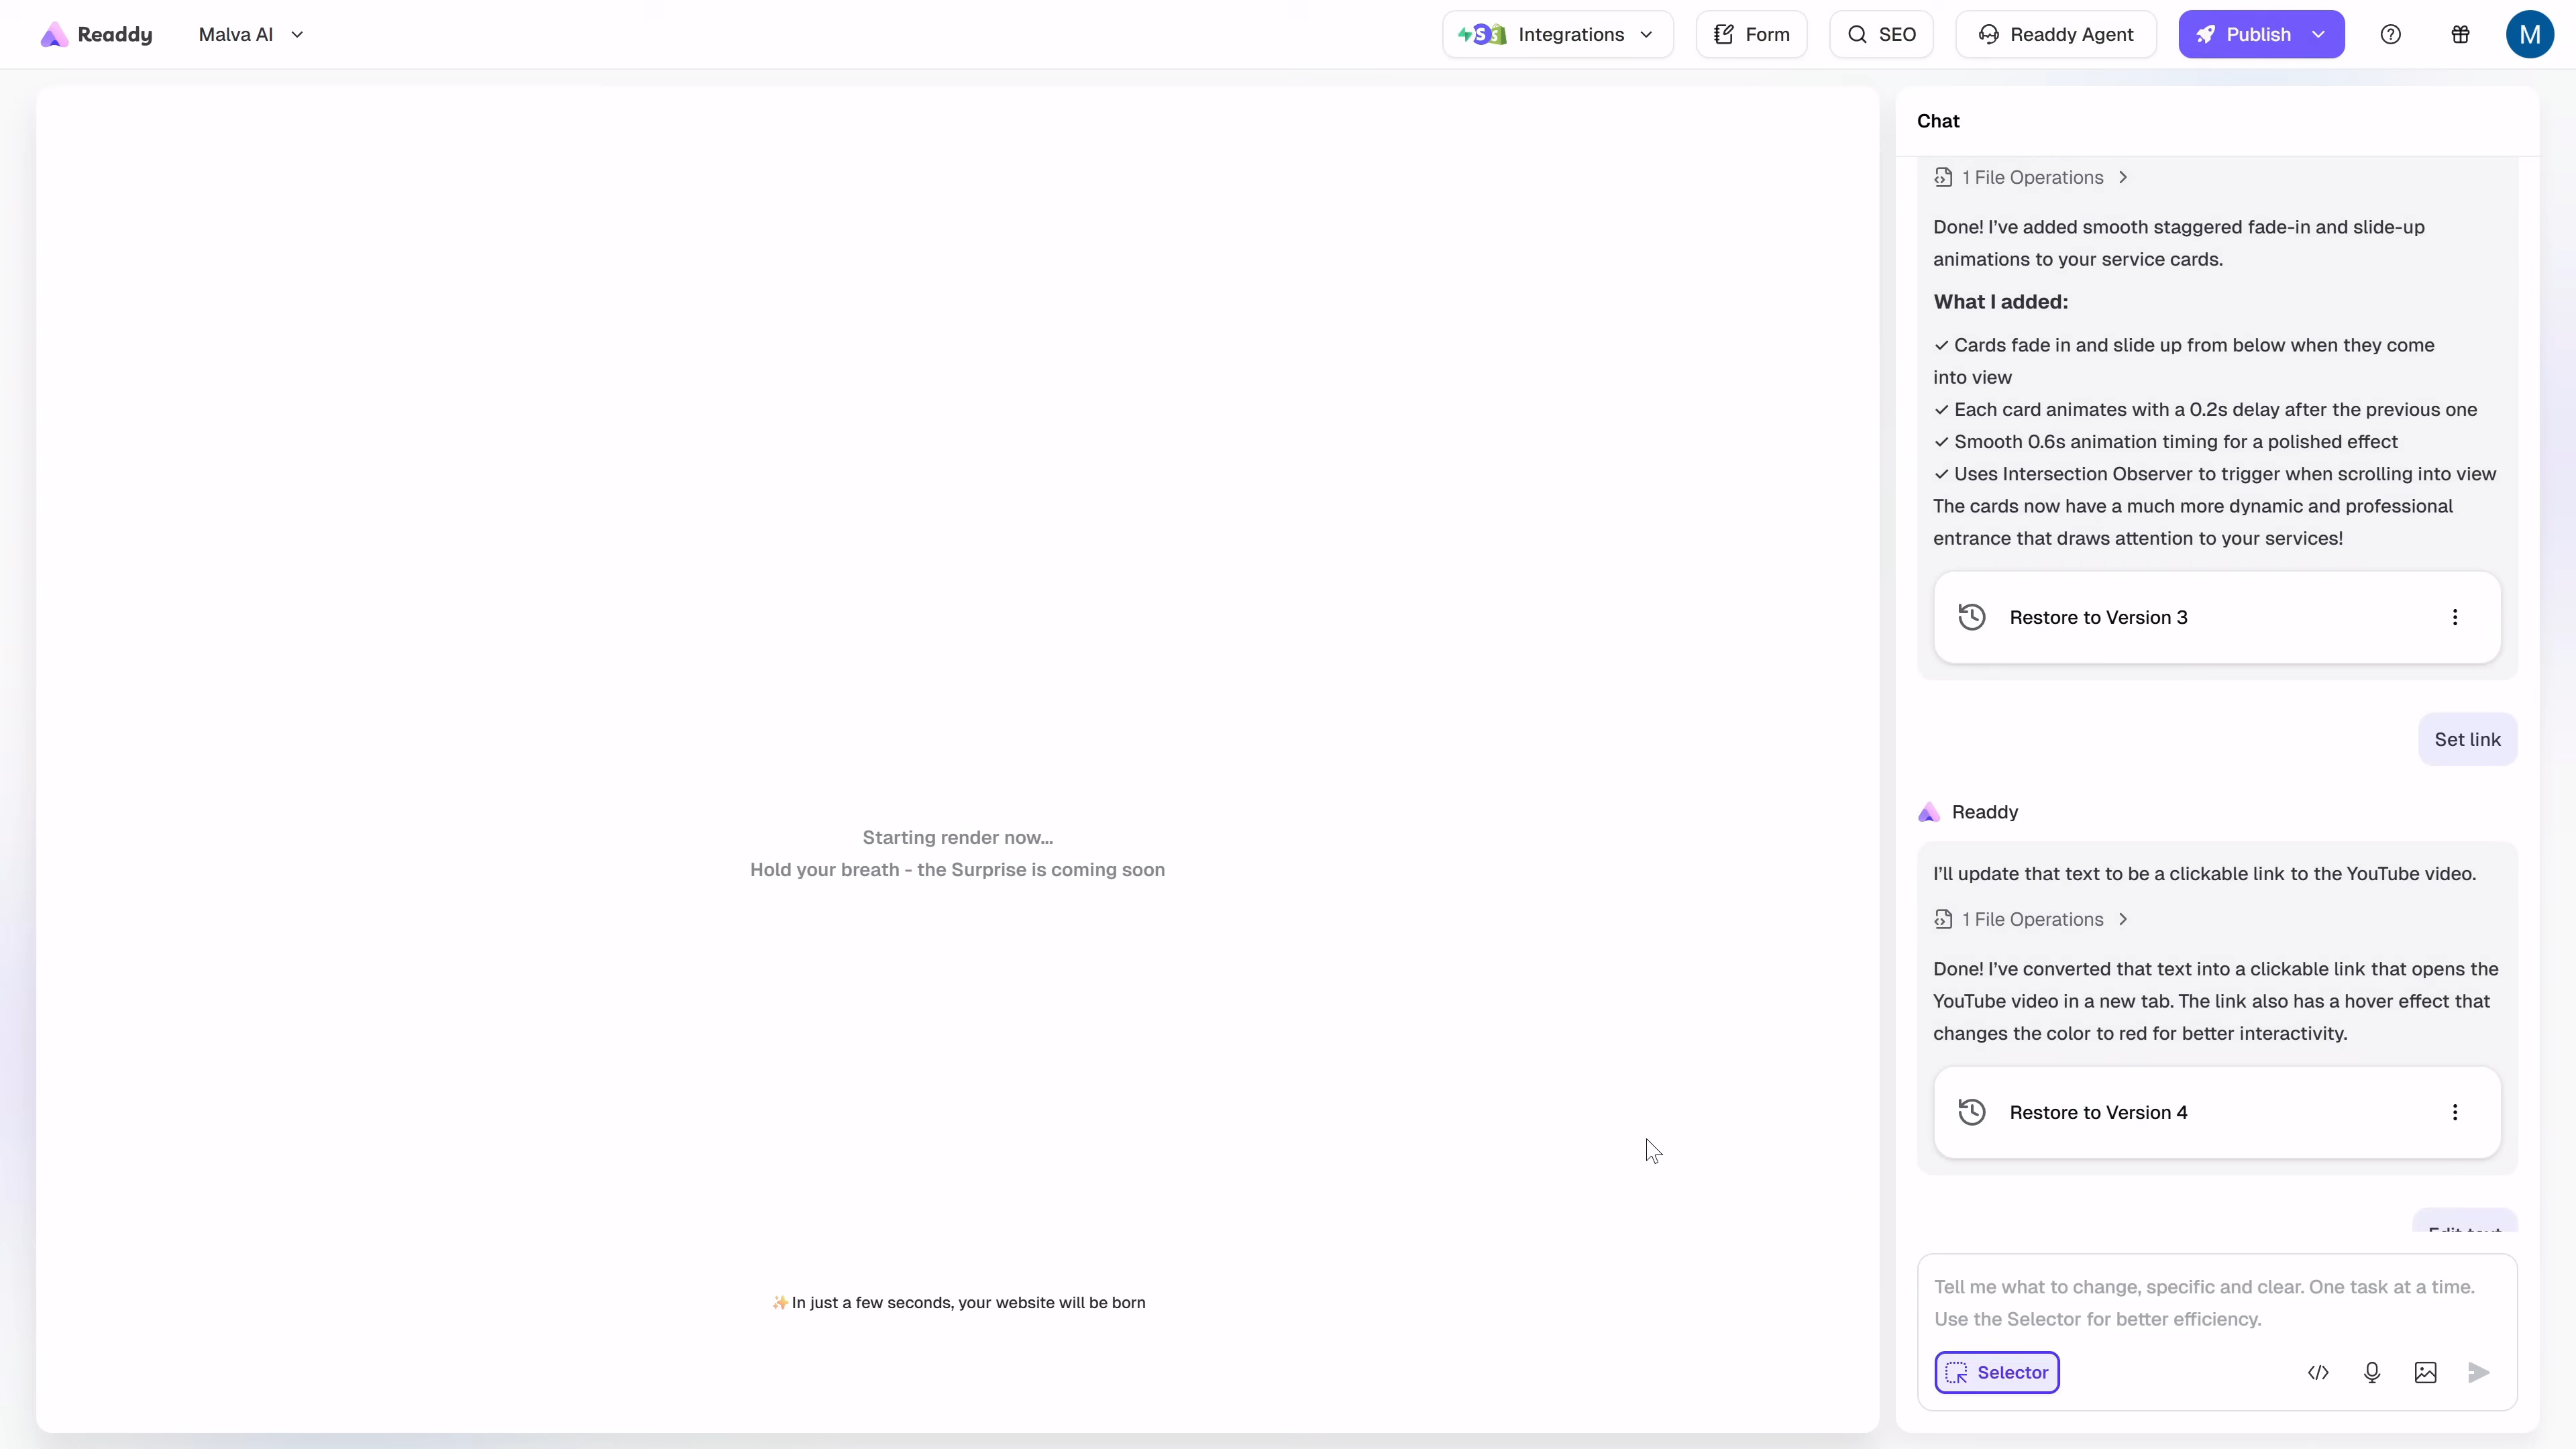 Readdy
Malva AI
Integrations
Form
SEO
Readdy Agent
Publish
M
Starting render now...
Hold your breath - the Surprise is coming soon
✨In just a few seconds, your website will be born
Chat
1 File Operations
Done! I've added smooth staggered fade-in and slide-up
animations to your service cards.
What I added:
✓ Cards fade in and slide up from below when they come
into view
✓ Each card animates with a 0.2s delay after the previous one
✓ Smooth 0.6s animation timing for a polished effect
✓ Uses Intersection Observer to trigger when scrolling into view
The cards now have a much more dynamic and professional
entrance that draws attention to your services!
Restore to Version 3
Set link
Readdy
I'll update that text to be a clickable link to the YouTube video.
1 File Operations
Done! I've converted that text into a clickable link that opens the
YouTube video in a new tab. The link also has a hover effect that
changes the color to red for better interactivity.
Restore to Version 4
Edit text
Tell me what to change, specific and clear. One task at a time.
Use the Selector for better efficiency.
Selector